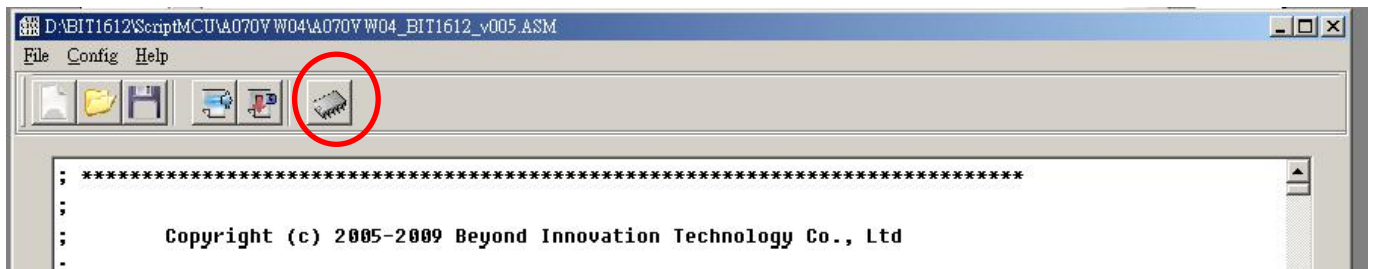 D:\BIT1612\ScriptMCU\A070VW04\A070VW04_BIT1612_v005.ASM
File Config Help
; ******************************************************************************
;
; Copyright (c) 2005-2009 Beyond Innovation Technology Co., Ltd